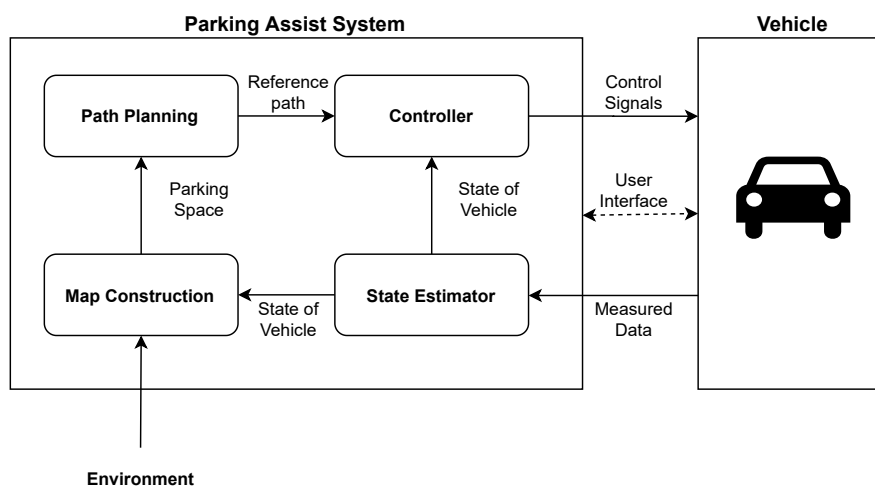 Parking Assist System
Vehicle
Path Planning
Reference
path
Controller
Control
Signals
Parking
Space
State of
Vehicle
User
Interface
Map Construction
State of
Vehicle
State Estimator
Measured
Data
Environment